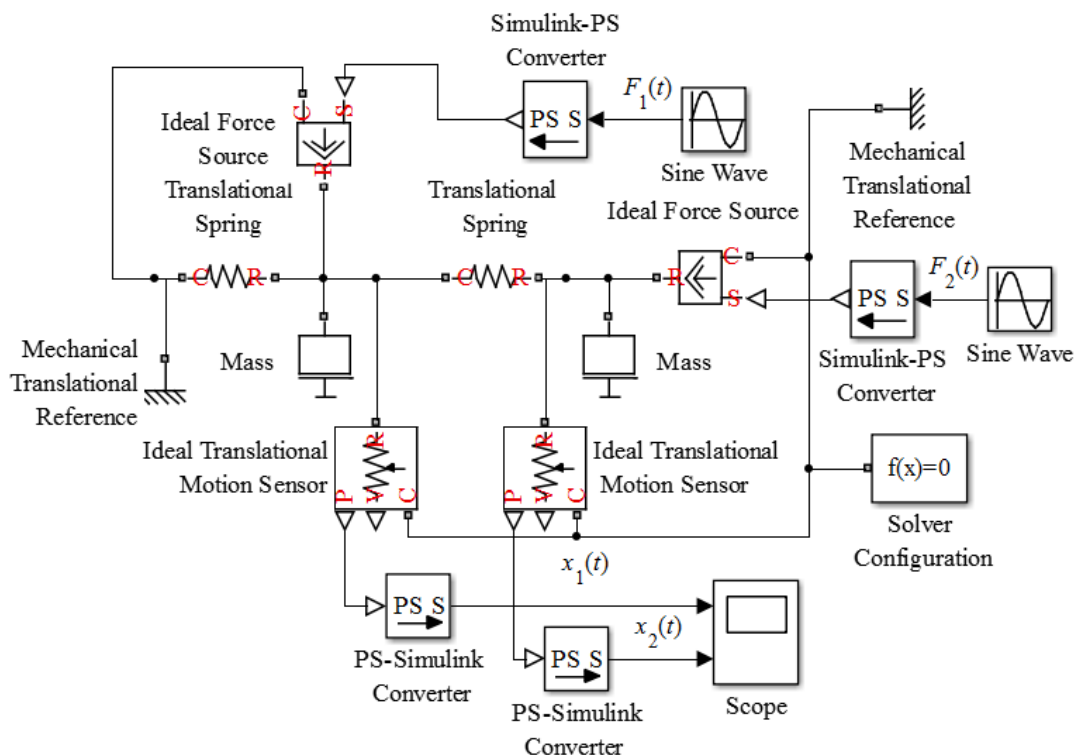 Simulink-PS
Converter
F₁(t)
C
S
PS S
R
Ideal Force
Source
Sine Wave
Mechanical
Translational
Reference
Translational
Spring
Translational
Spring
Ideal Force Source
C
R
C
R
R
C
S
F₂(t)
PS S
Sine Wave
Simulink-PS
Converter
Mechanical
Translational
Reference
Mass
Mass
Ideal Translational
Motion Sensor
R
P
V
C
R
P
V
C
Ideal Translational
Motion Sensor
f(x)=0
Solver
Configuration
x₁(t)
PS S
x₂(t)
PS S
PS-Simulink
Converter
PS-Simulink
Converter
Scope